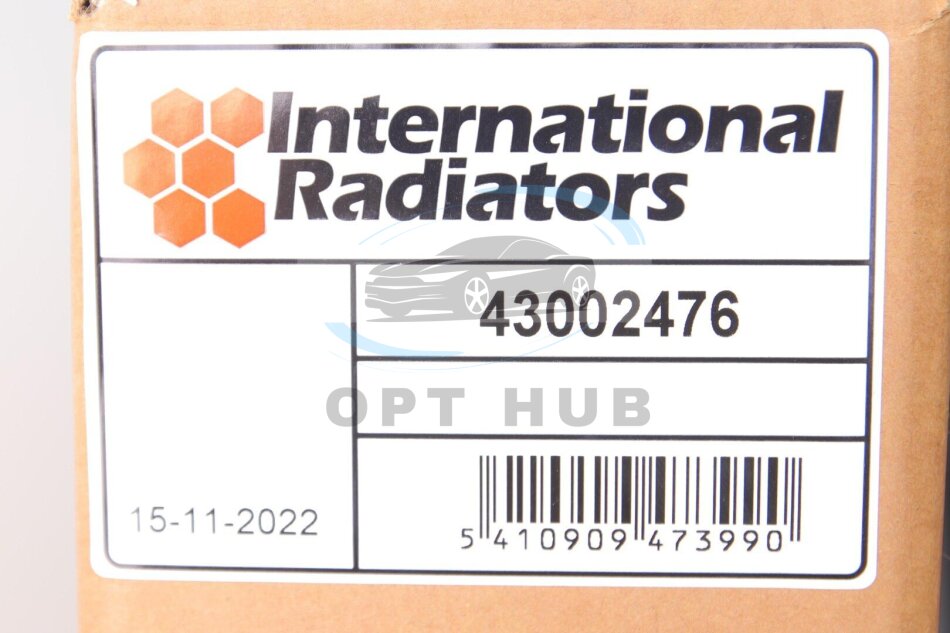 International
Radiators
43002476
OPT HUB
15-11-2022
5 410909 473990